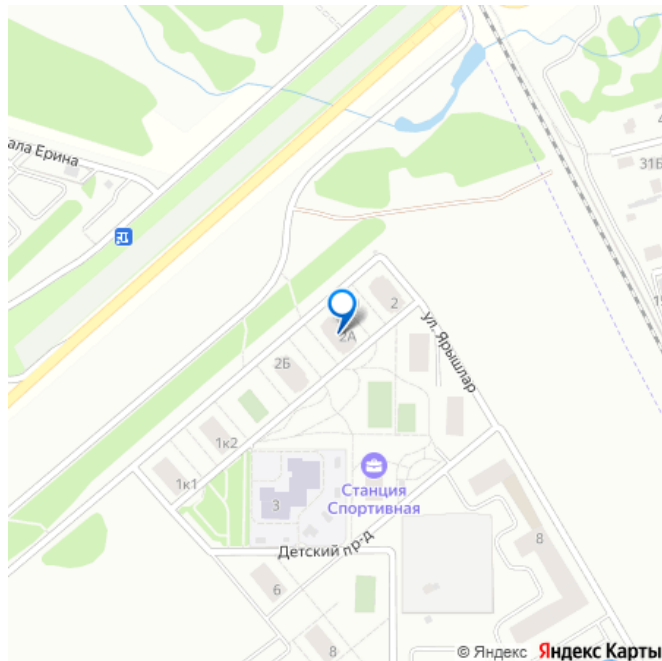 ала Ерина
31Б
2
2А
ул. Ярышлар
2Б
1к2
1к1
3
Станция
Спортивная
Детский пр-д
8
6
8
© Яндекс Яндекс Карты